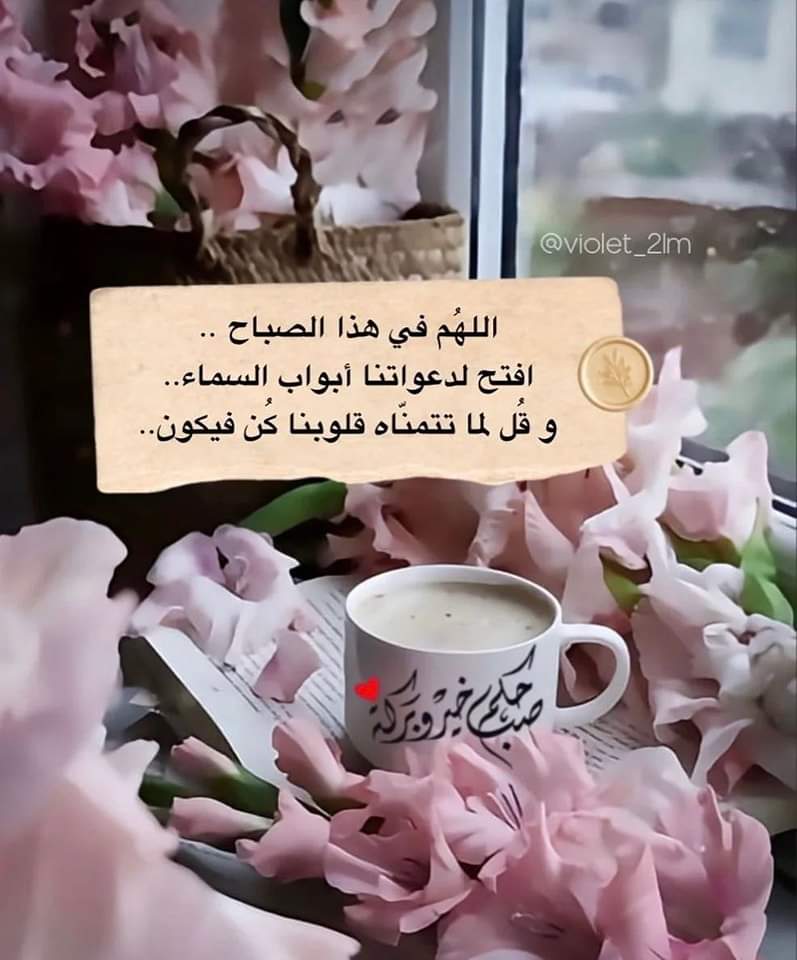 @violet_2lm
اللهُم في هذا الصباح ..
افتح لدعواتنا أبواب السماء..
و قُل لما تتمنّاه قلوبنا كُن فيكون..
صباحكم خير وبركة